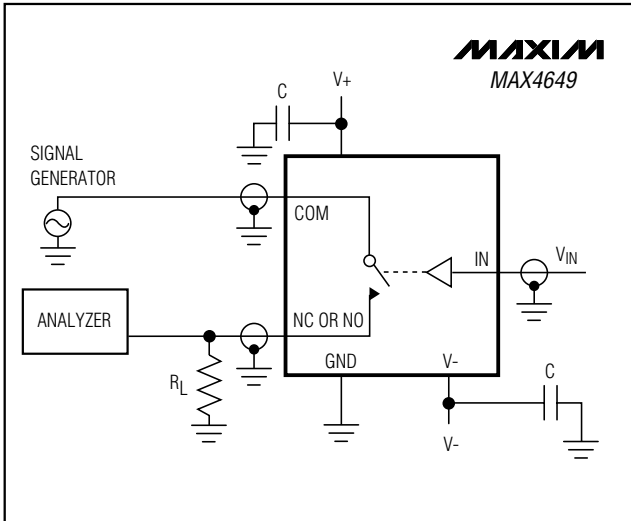 MAXIM
MAX4649
V+
C
SIGNAL
GENERATOR
COM
IN
VIN
ANALYZER
NC OR NO
GND
V-
C
RL
V-